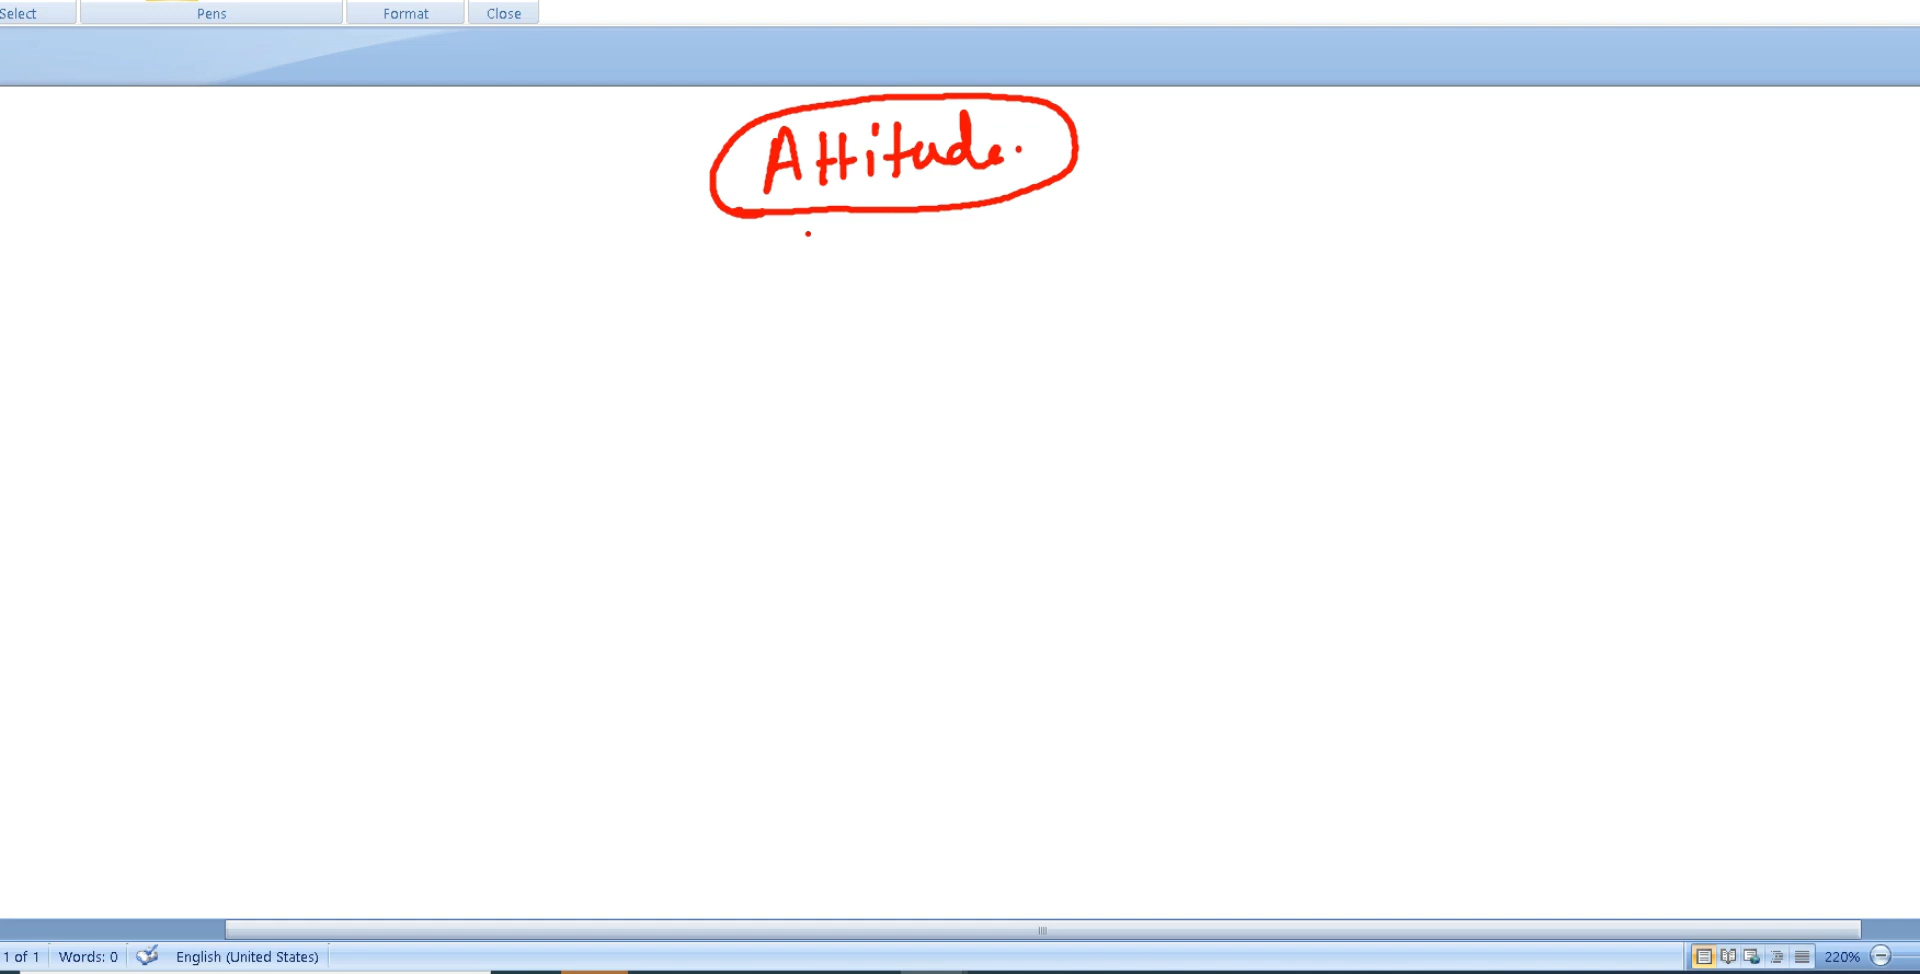 Select Pens Format Close
Attitude.
1 of 1 Words: 0 English (United States) 220%